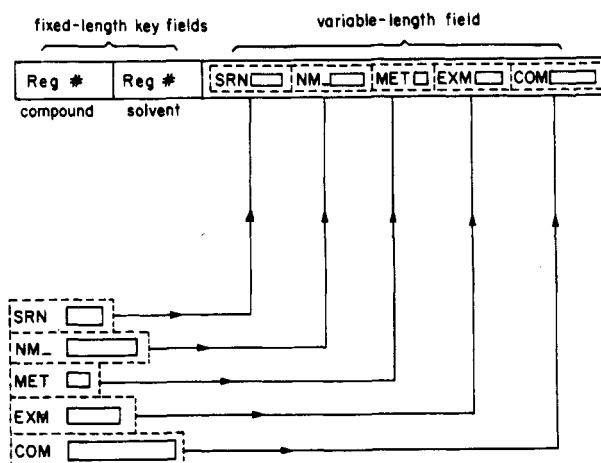 fixed-length key fields
variable-length field
Reg # Reg # SRN NM_ MET EXM COM
compound solvent
SRN
NM_
MET
EXM
COM